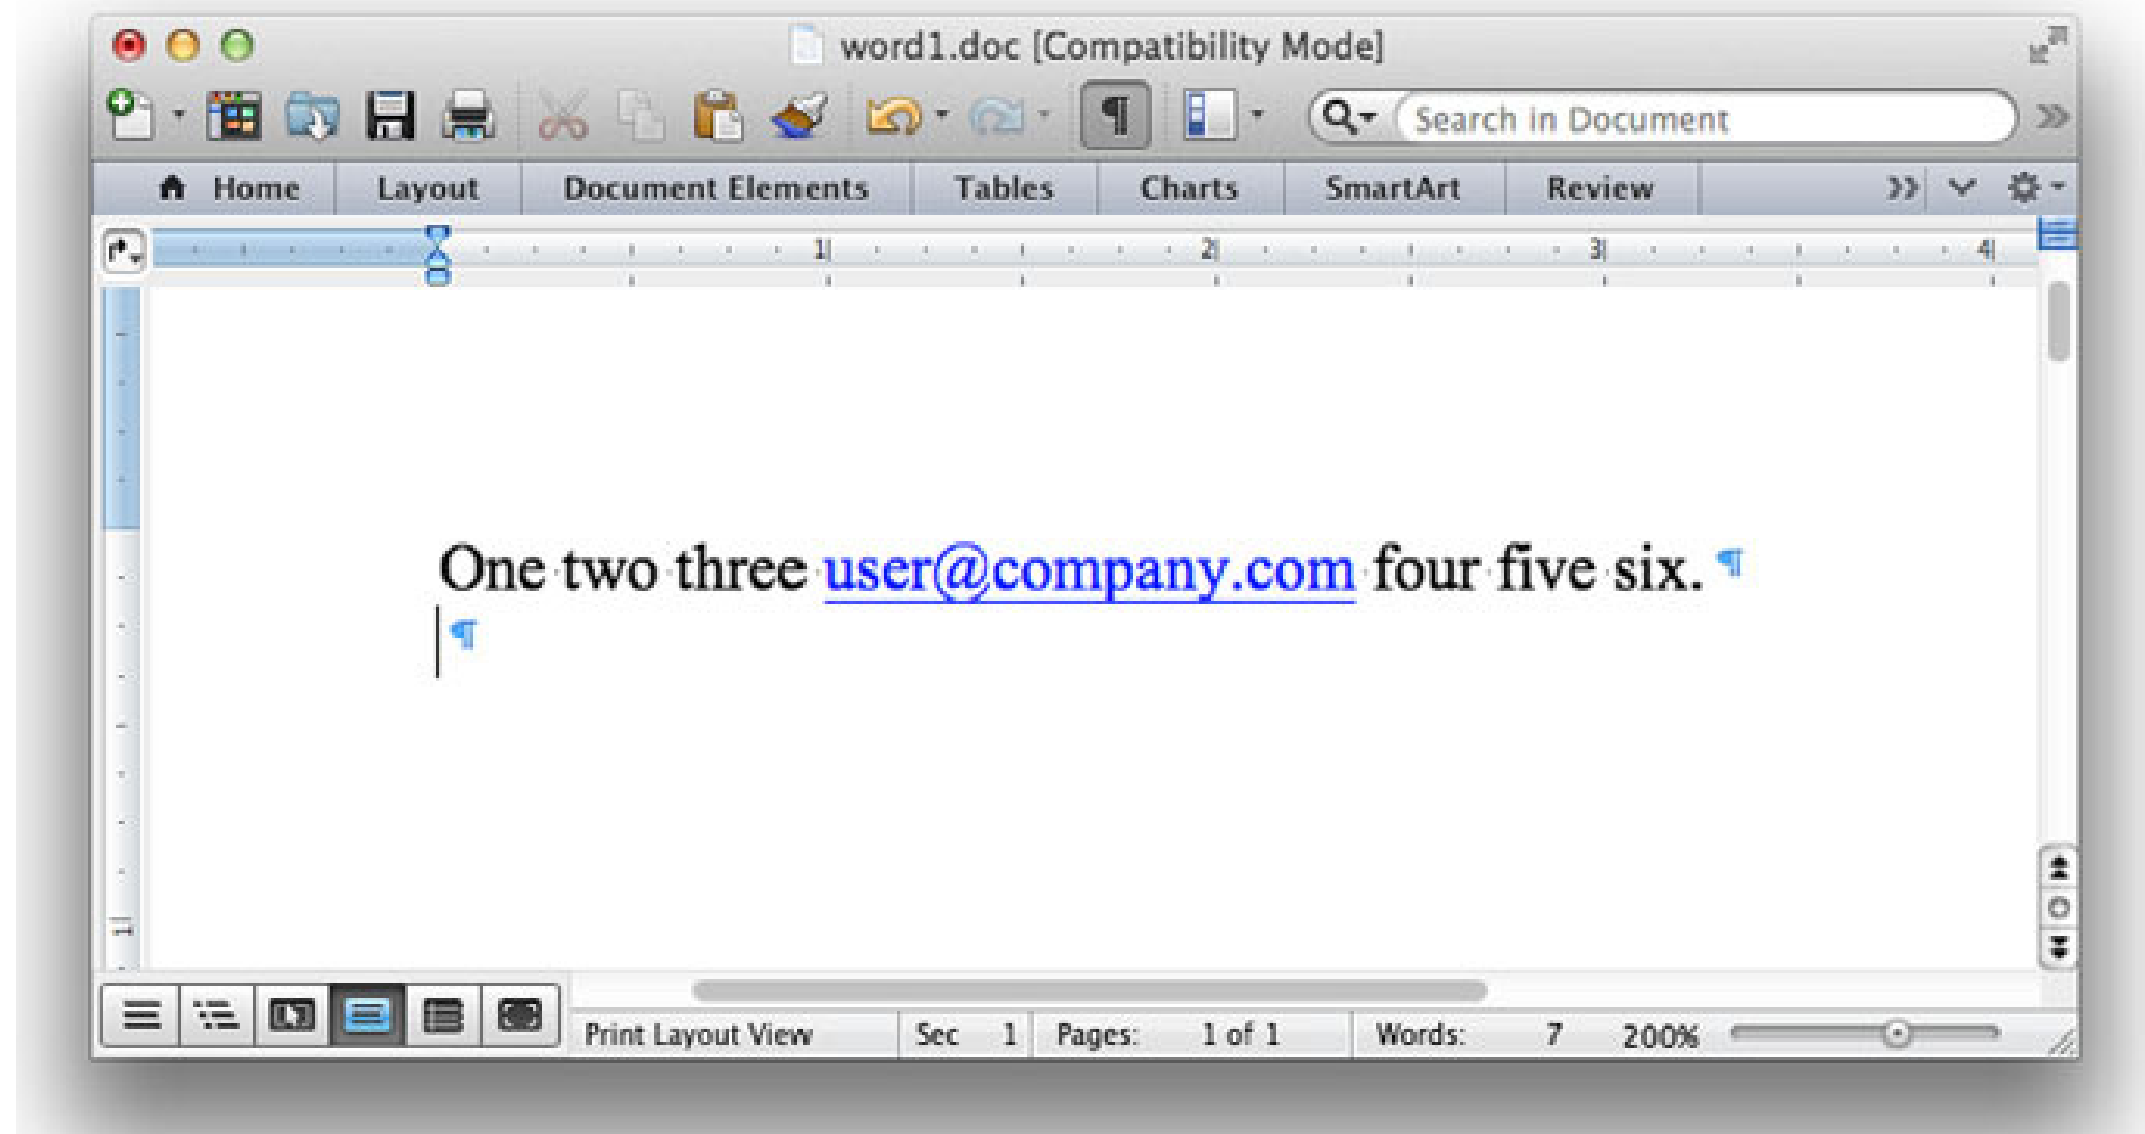 word1.doc [Compatibility Mode]
Search in Document
Home Layout Document Elements Tables Charts SmartArt Review
1 2 3 4
One two three user@company.com four five six. ¶
¶
1
Print Layout View Sec 1 Pages: 1 of 1 Words: 7 200%